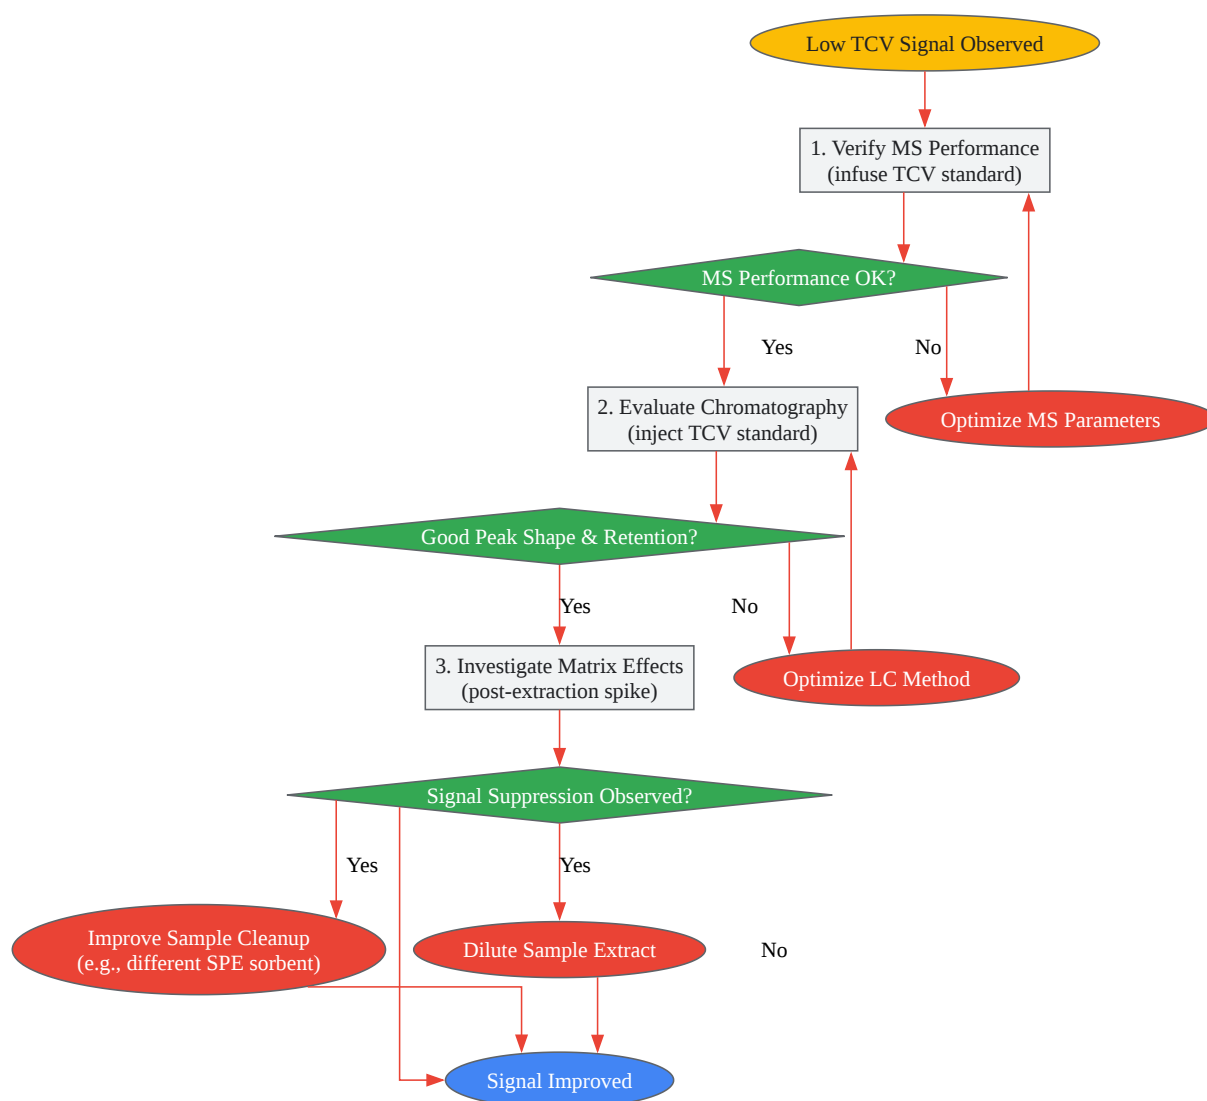 Low TCV Signal Observed
1. Verify MS Performance
(infuse TCV standard)
MS Performance OK?
Yes
No
2. Evaluate Chromatography
(inject TCV standard)
Optimize MS Parameters
Good Peak Shape & Retention?
Yes
No
3. Investigate Matrix Effects
(post-extraction spike)
Optimize LC Method
Signal Suppression Observed?
Yes
Yes
Improve Sample Cleanup
(e.g., different SPE sorbent)
Dilute Sample Extract
No
Signal Improved